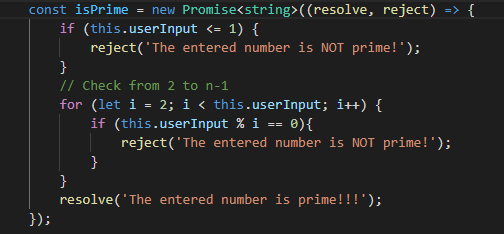 const isPrime = new Promise<string>((resolve, reject) => {
    if (this.userInput <= 1) {
        reject('The entered number is NOT prime!');
    }
    // Check from 2 to n-1
    for (let i = 2; i < this.userInput; i++) {
        if (this.userInput % i == 0){
            reject('The entered number is NOT prime!');
        }
    }
    resolve('The entered number is prime!!!');
});